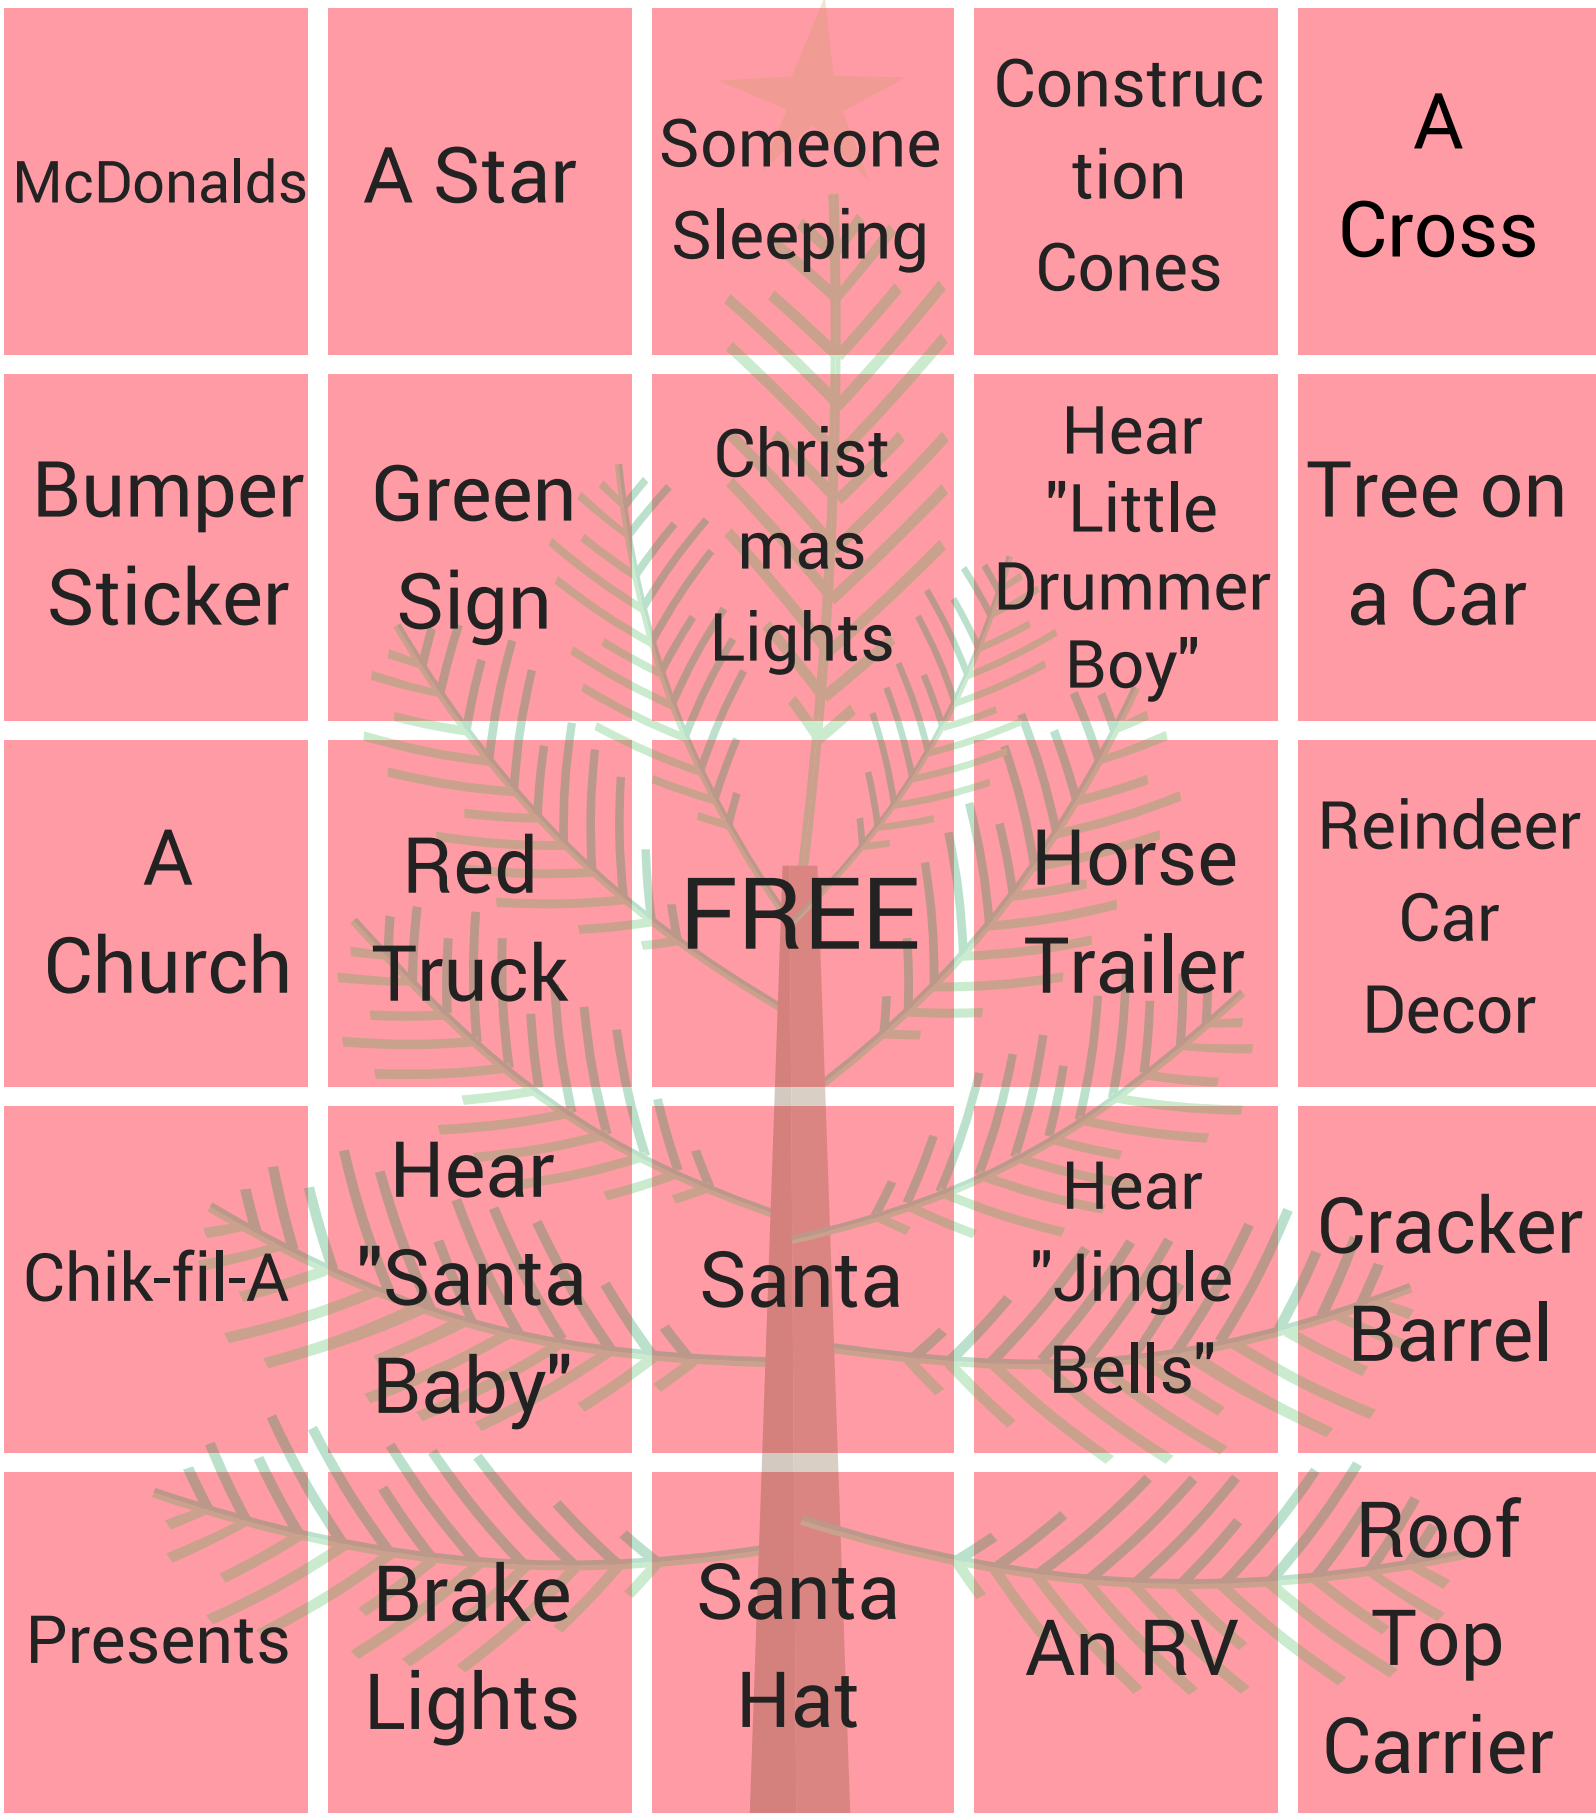 McDonalds
A Star
Someone
Sleeping
Construc
tion
Cones
A
Cross
Bumper
Sticker
Green
Sign
Christ
mas
Lights
Hear
"Little
Drummer
Boy"
Tree on
a Car
A
Church
Red
Truck
FREE
Horse
Trailer
Reindeer
Car
Decor
Chik-fil-A
Hear
"Santa
Baby"
Santa
Hear
"Jingle
Bells"
Cracker
Barrel
Presents
Brake
Lights
Santa
Hat
An RV
Roof
Top
Carrier